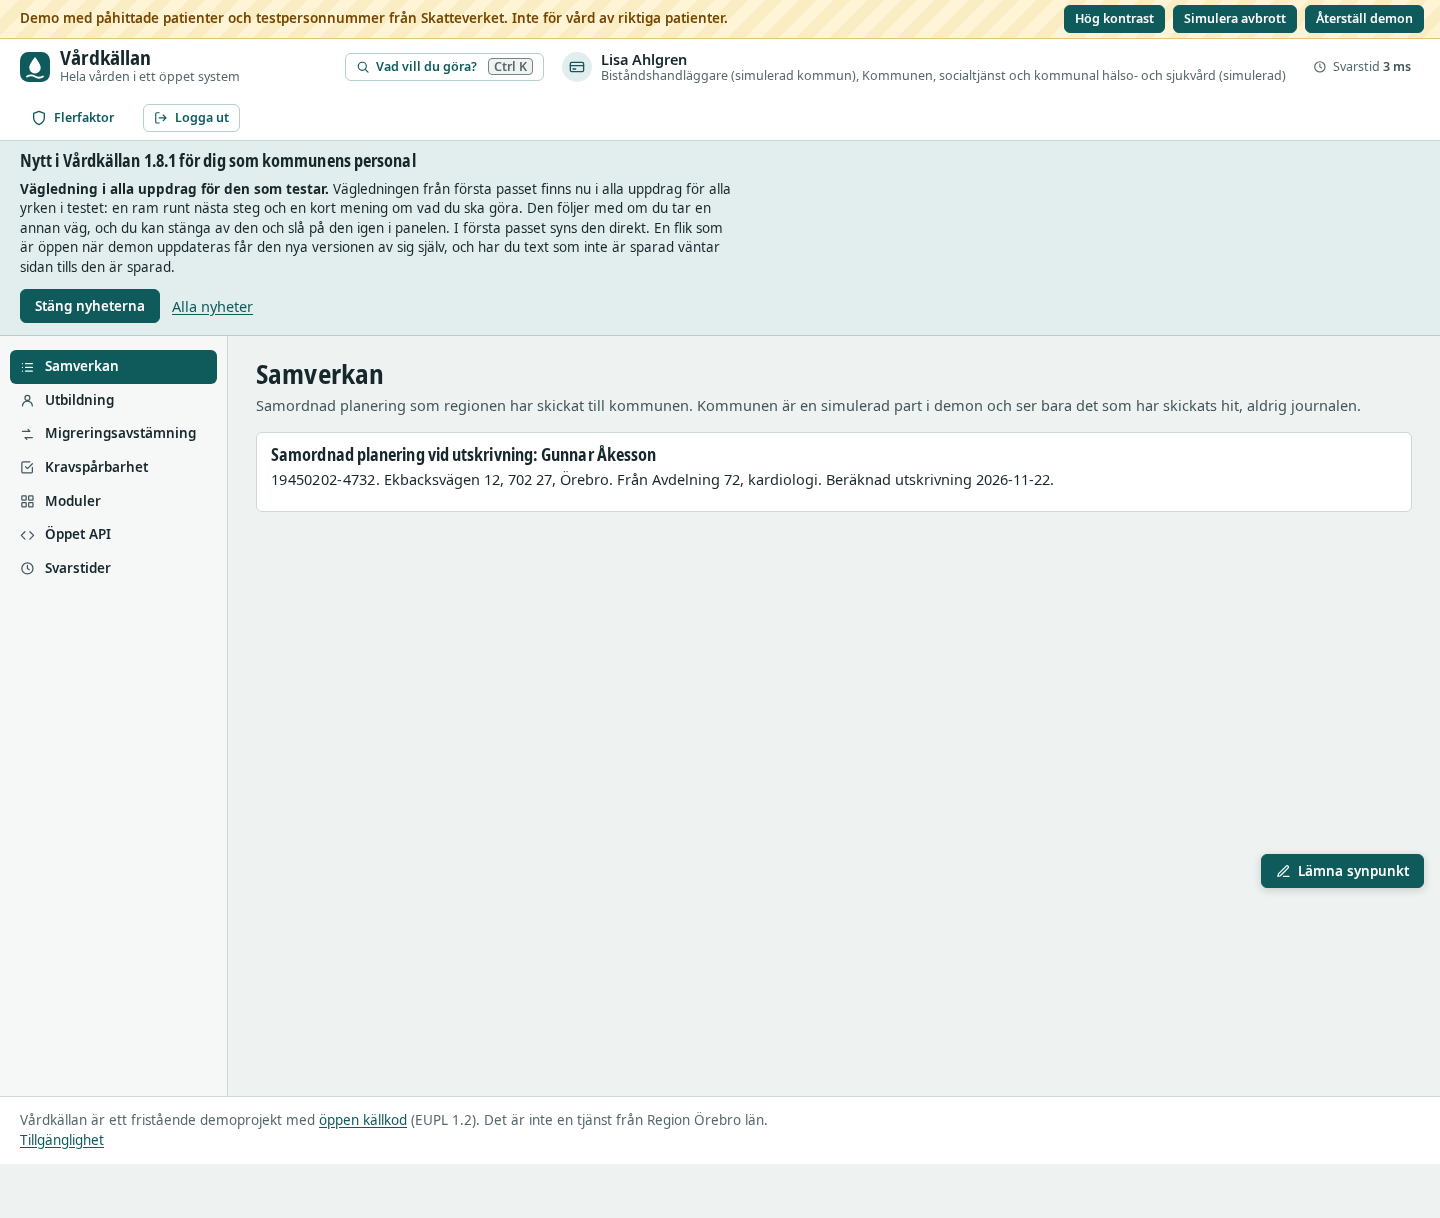 Demo med påhittade patienter och testpersonnummer från Skatteverket. Inte för vård av riktiga patienter.
Hög kontrast
Simulera avbrott
Återställ demon
Vårdkällan
Hela vården i ett öppet system
Vad vill du göra? Ctrl K
Lisa Ahlgren
Biståndshandläggare (simulerad kommun), Kommunen, socialtjänst och kommunal hälso- och sjukvård (simulerad)
Svarstid 3 ms
Flerfaktor
Logga ut
Nytt i Vårdkällan 1.8.1 för dig som kommunens personal
Vägledning i alla uppdrag för den som testar. Vägledningen från första passet finns nu i alla uppdrag för alla
yrken i testet: en ram runt nästa steg och en kort mening om vad du ska göra. Den följer med om du tar en
annan väg, och du kan stänga av den och slå på den igen i panelen. I första passet syns den direkt. En flik som
är öppen när demon uppdateras får den nya versionen av sig själv, och har du text som inte är sparad väntar
sidan tills den är sparad.
Stäng nyheterna
Alla nyheter
Samverkan
Utbildning
Migreringsavstämning
Kravspårbarhet
Moduler
Öppet API
Svarstider
Samverkan
Samordnad planering som regionen har skickat till kommunen. Kommunen är en simulerad part i demon och ser bara det som har skickats hit, aldrig journalen.
Samordnad planering vid utskrivning: Gunnar Åkesson
19450202-4732. Ekbacksvägen 12, 702 27, Örebro. Från Avdelning 72, kardiologi. Beräknad utskrivning 2026-11-22.
Lämna synpunkt
Vårdkällan är ett fristående demoprojekt med öppen källkod (EUPL 1.2). Det är inte en tjänst från Region Örebro län.
Tillgänglighet